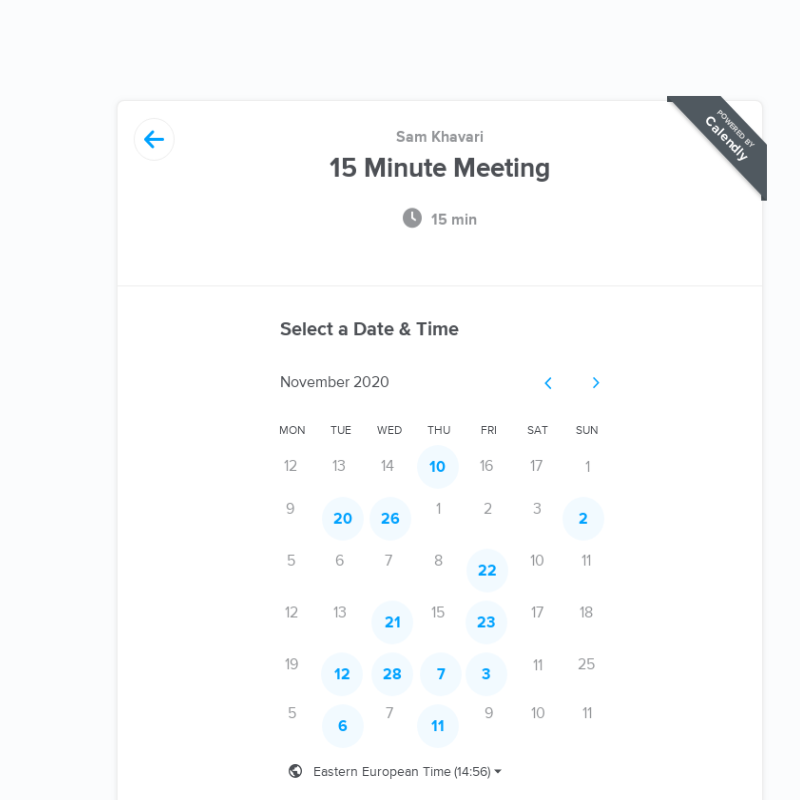 POWERED BY
Calendly
Sam Khavari
15 Minute Meeting
15 min
Select a Date & Time
November 2020
MON TUE WED THU FRI SAT SUN
12 13 14 10 16 17 1
9 20 26 1 2 3 2
5 6 7 8 22 10 11
12 13 21 15 23 17 18
19 12 28 7 3 11 25
5 6 7 11 9 10 11
Eastern European Time (14:56)